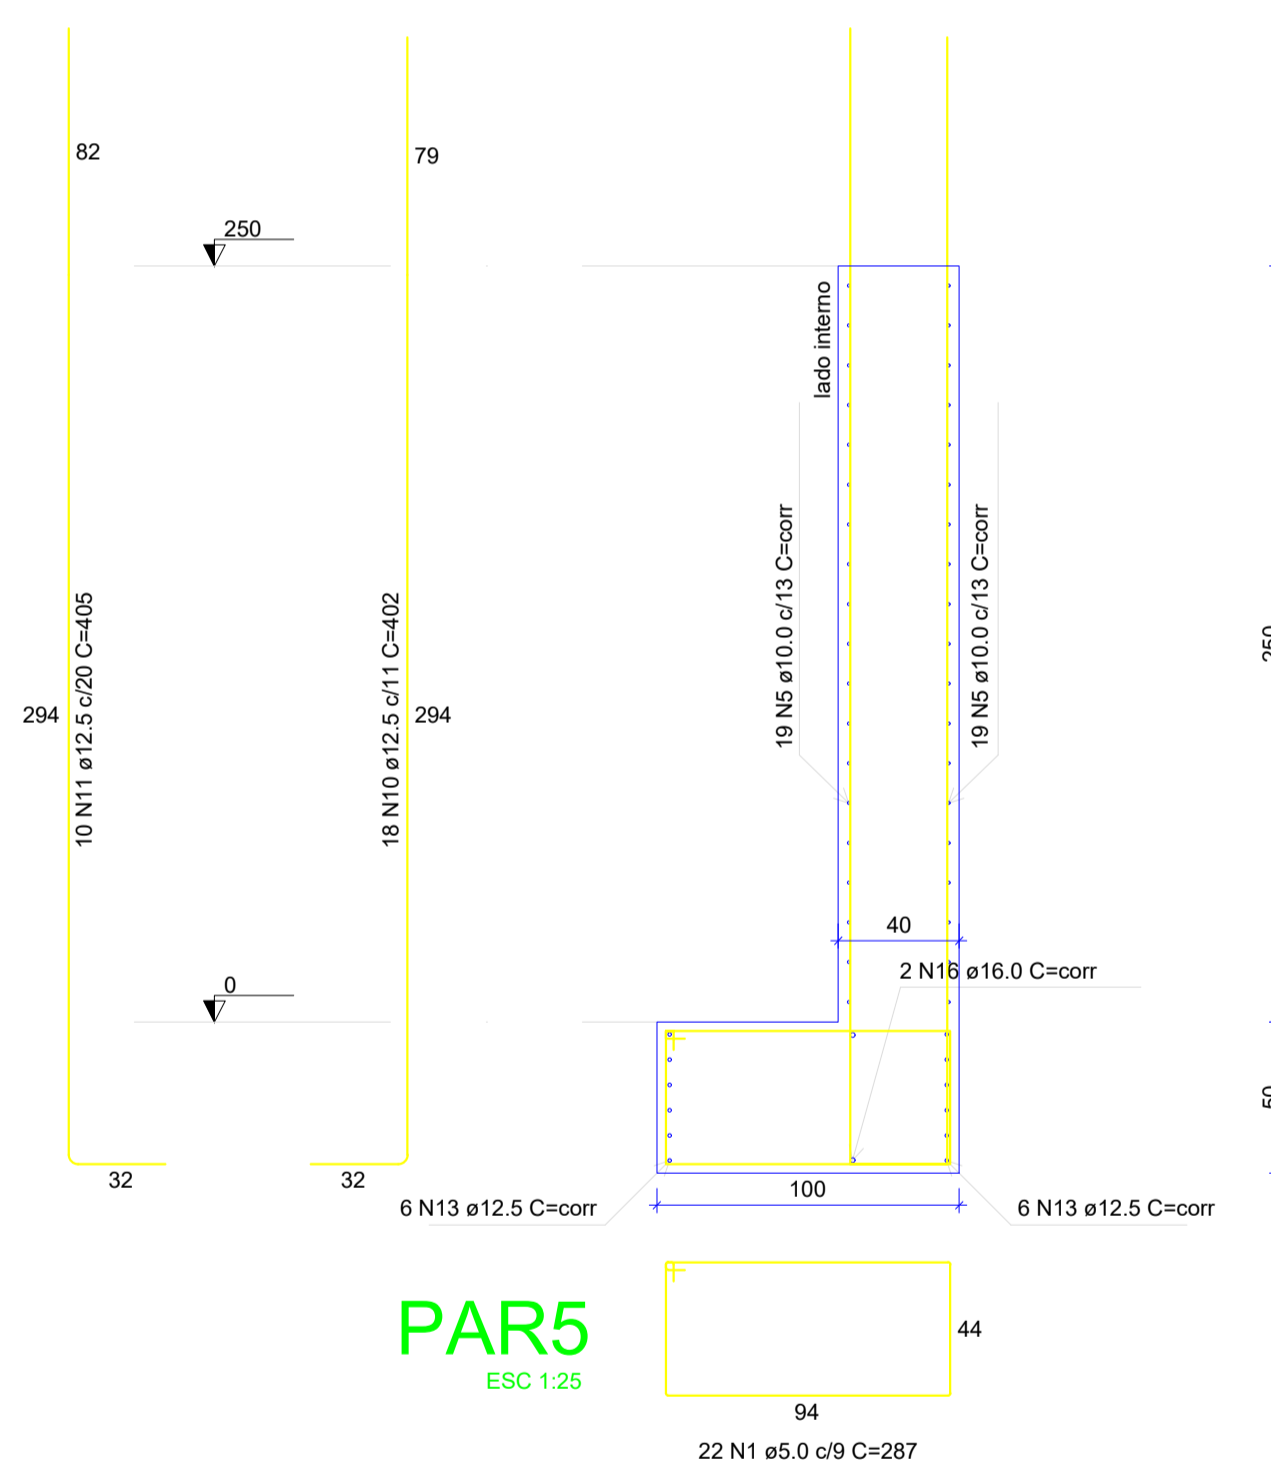 82
79
250
lado interno
10 N11 ø12.5 c/20 C=405
18 N10 ø12.5 c/11 C=402
294
294
19 N5 ø10.0 c/13 C=corr
19 N5 ø10.0 c/13 C=corr
250
40
2 N16 ø16.0 C=corr
0
50
32
32
100
6 N13 ø12.5 C=corr
6 N13 ø12.5 C=corr
PAR5
ESC 1:25
44
94
22 N1 ø5.0 c/9 C=287